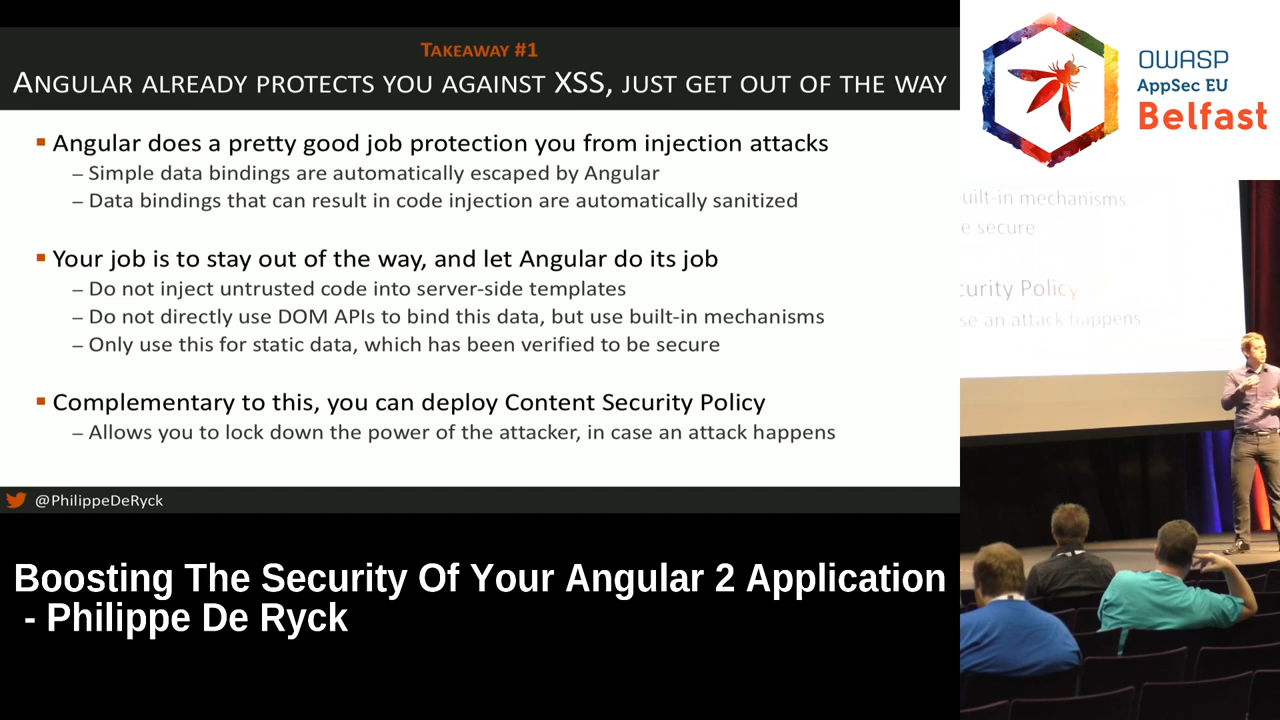 TAKEAWAY #1
ANGULAR ALREADY PROTECTS YOU AGAINST XSS, JUST GET OUT OF THE WAY
Angular does a pretty good job protection you from injection attacks
– Simple data bindings are automatically escaped by Angular
– Data bindings that can result in code injection are automatically sanitized
Your job is to stay out of the way, and let Angular do its job
– Do not inject untrusted code into server-side templates
– Do not directly use DOM APIs to bind this data, but use built-in mechanisms
– Only use this for static data, which has been verified to be secure
Complementary to this, you can deploy Content Security Policy
– Allows you to lock down the power of the attacker, in case an attack happens
@PhilippeDeRyck
Boosting The Security Of Your Angular 2 Application
- Philippe De Ryck
OWASP
AppSec EU
Belfast
uilt-in mechanisms
e secure
curity Policy
se an attack happens